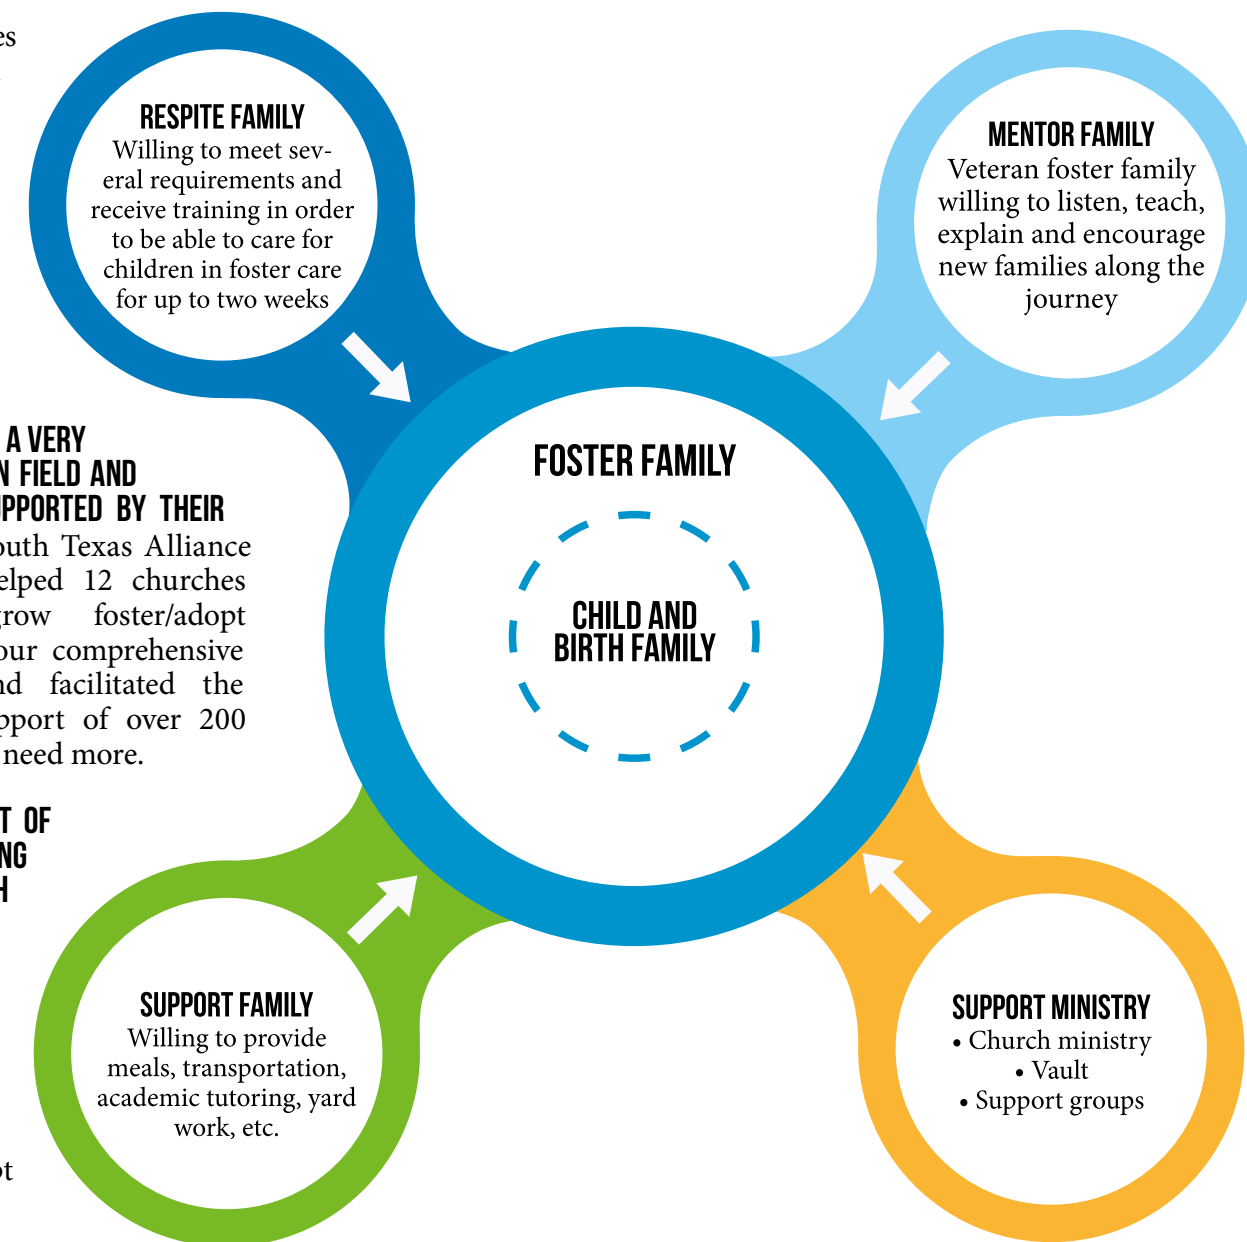 es
RESPITE FAMILY
Willing to meet sev-
eral requirements and
receive training in order
to be able to care for
children in foster care
for up to two weeks
MENTOR FAMILY
Veteran foster family
willing to listen, teach,
explain and encourage
new families along the
journey
A VERY
N FIELD AND
UPPORTED BY THEIR
outh Texas Alliance
elped 12 churches
grow foster/adopt
our comprehensive
nd facilitated the
pport of over 200
need more.
T OF
NG
H
FOSTER FAMILY
CHILD AND
BIRTH FAMILY
SUPPORT FAMILY
Willing to provide
meals, transportation,
academic tutoring, yard
work, etc.
SUPPORT MINISTRY
• Church ministry
• Vault
• Support groups
pt